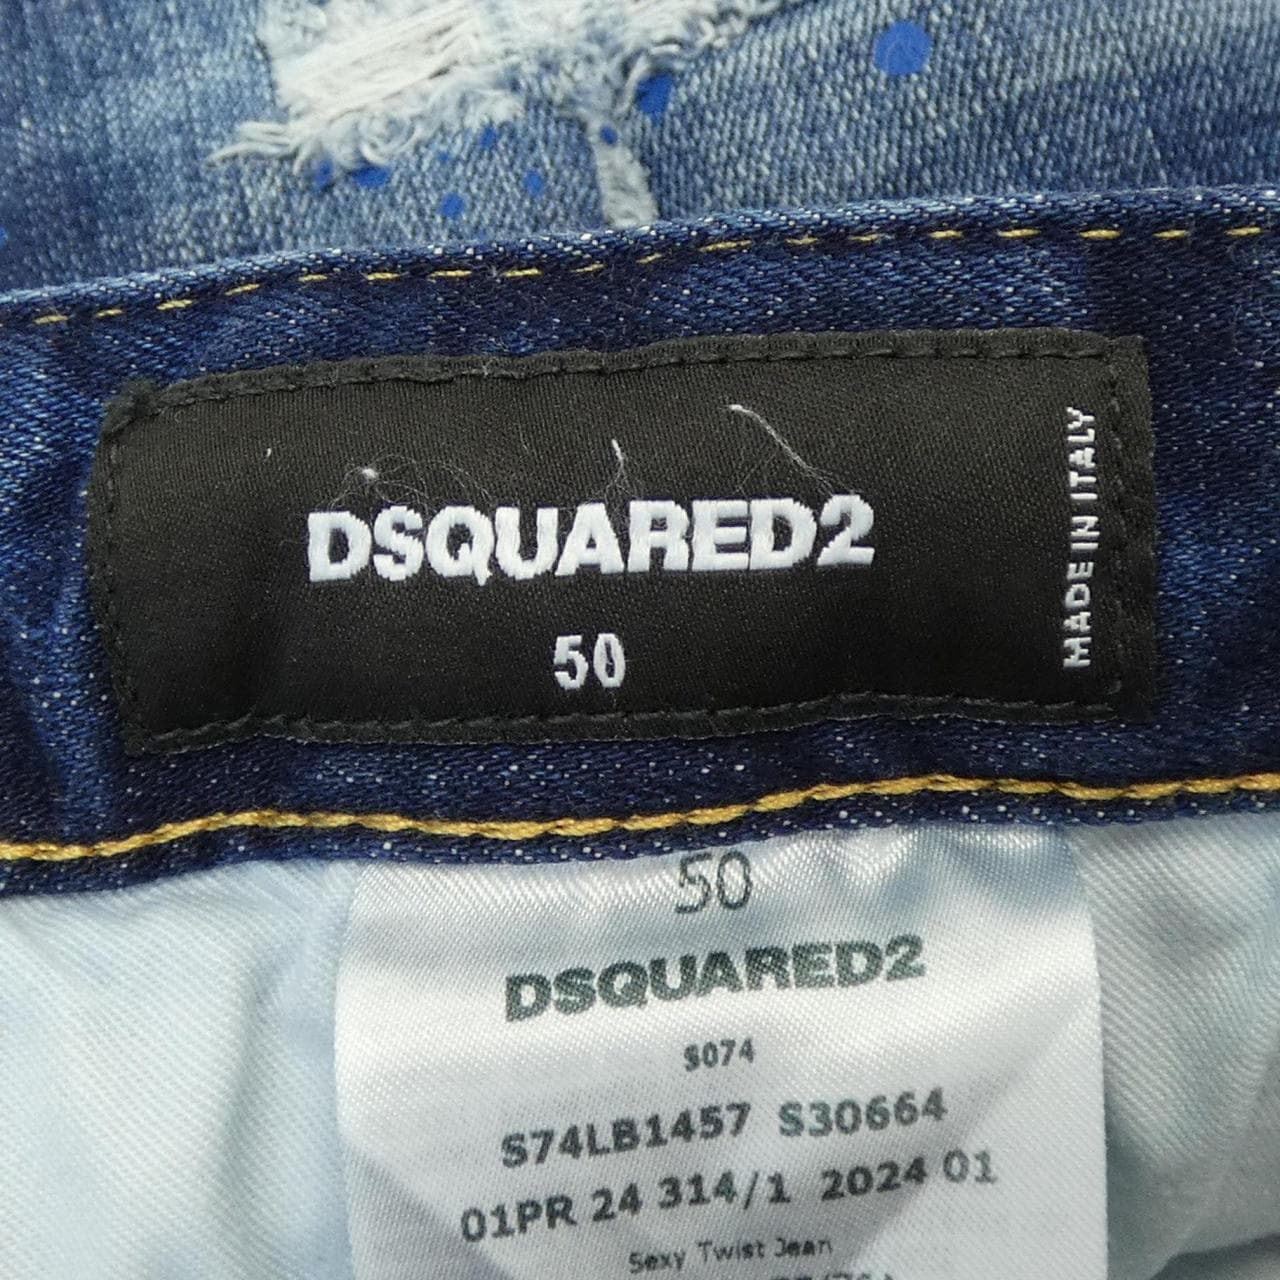 DSQUARED2
50
MADE IN ITALY
50
DSQUARED2
S074
S74LB1457 S30664
01PR 24 314/1 2024 01
Sexy Twist Jean